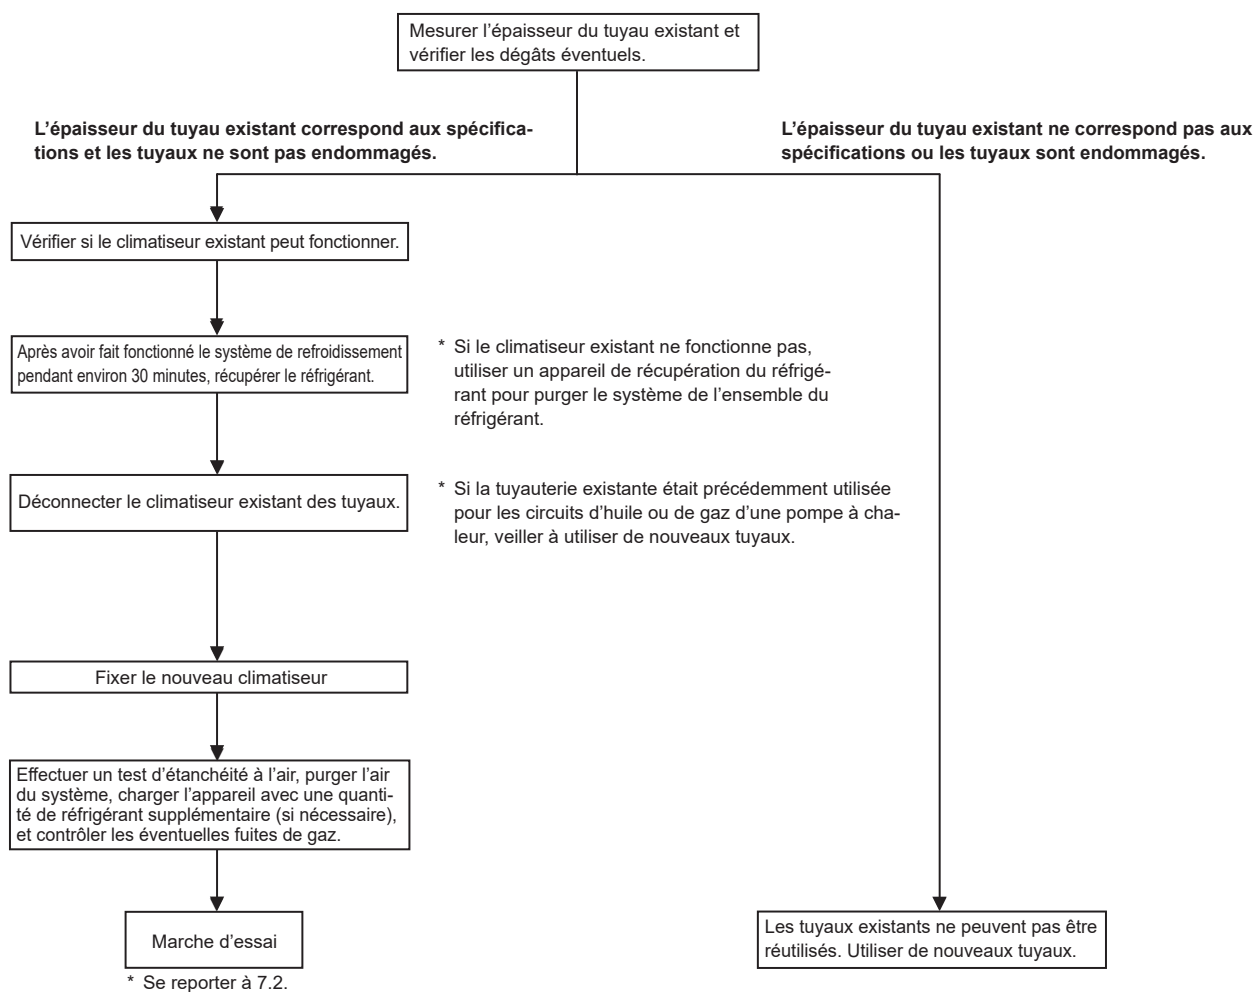 Mesurer l’épaisseur du tuyau existant et
vérifier les dégâts éventuels.
L’épaisseur du tuyau existant correspond aux spécifica-
tions et les tuyaux ne sont pas endommagés.
L’épaisseur du tuyau existant ne correspond pas aux
spécifications ou les tuyaux sont endommagés.
Vérifier si le climatiseur existant peut fonctionner.
Après avoir fait fonctionné le système de refroidissement
pendant environ 30 minutes, récupérer le réfrigérant.
* Si le climatiseur existant ne fonctionne pas,
utiliser un appareil de récupération du réfrigé-
rant pour purger le système de l’ensemble du
réfrigérant.
Déconnecter le climatiseur existant des tuyaux.
* Si la tuyauterie existante était précédemment utilisée
pour les circuits d’huile ou de gaz d’une pompe à cha-
leur, veiller à utiliser de nouveaux tuyaux.
Fixer le nouveau climatiseur
Effectuer un test d’étanchéité à l’air, purger l’air
du système, charger l’appareil avec une quanti-
té de réfrigérant supplémentaire (si nécessaire),
et contrôler les éventuelles fuites de gaz.
Marche d’essai
* Se reporter à 7.2.
Les tuyaux existants ne peuvent pas être
réutilisés. Utiliser de nouveaux tuyaux.